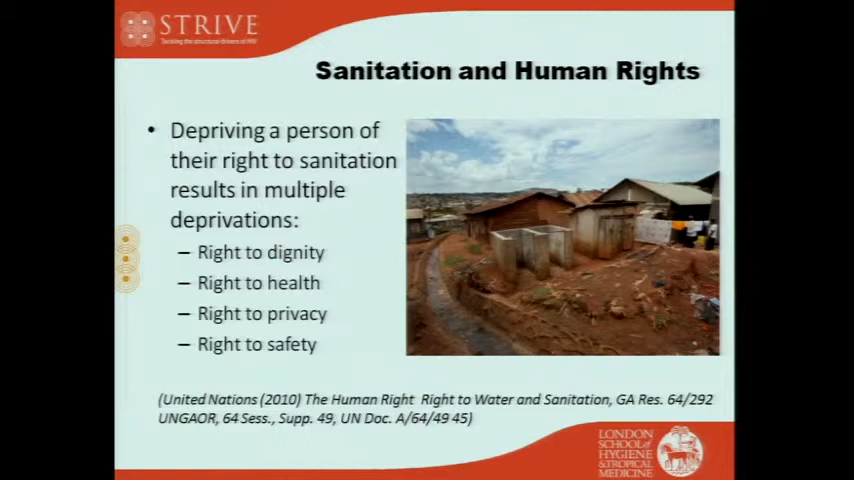 STRIVE
Tackling the structural drivers of HIV
Sanitation and Human Rights
• Depriving a person of
their right to sanitation
results in multiple
deprivations:
– Right to dignity
– Right to health
– Right to privacy
– Right to safety
(United Nations (2010) The Human Right Right to Water and Sanitation, GA Res. 64/292
UNGAOR, 64 Sess., Supp. 49, UN Doc. A/64/49 45)
LONDON
SCHOOL of
HYGIENE
& TROPICAL
MEDICINE